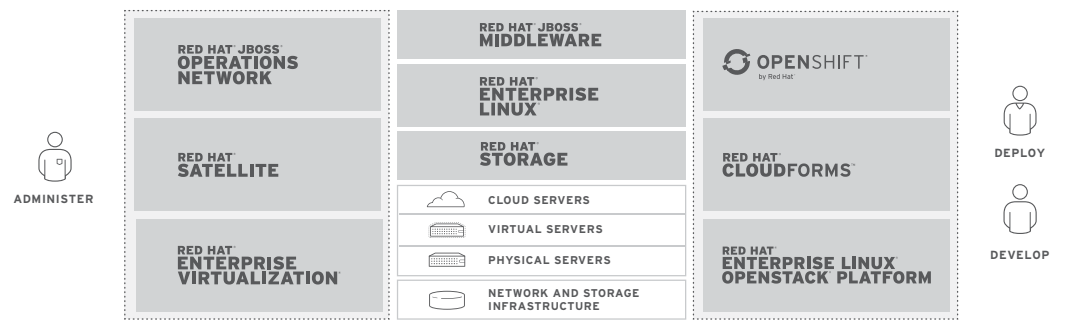 ADMINISTER
RED HAT® JBOSS®
OPERATIONS
NETWORK
RED HAT®
SATELLITE
RED HAT®
ENTERPRISE
VIRTUALIZATION®
RED HAT® JBOSS®
MIDDLEWARE
RED HAT®
ENTERPRISE
LINUX®
RED HAT®
STORAGE
CLOUD SERVERS
VIRTUAL SERVERS
PHYSICAL SERVERS
NETWORK AND STORAGE
INFRASTRUCTURE
OPENSHIFT™
by Red Hat®
RED HAT®
CLOUDFORMS™
RED HAT®
ENTERPRISE LINUX®
OPENSTACK® PLATFORM
DEPLOY
DEVELOP